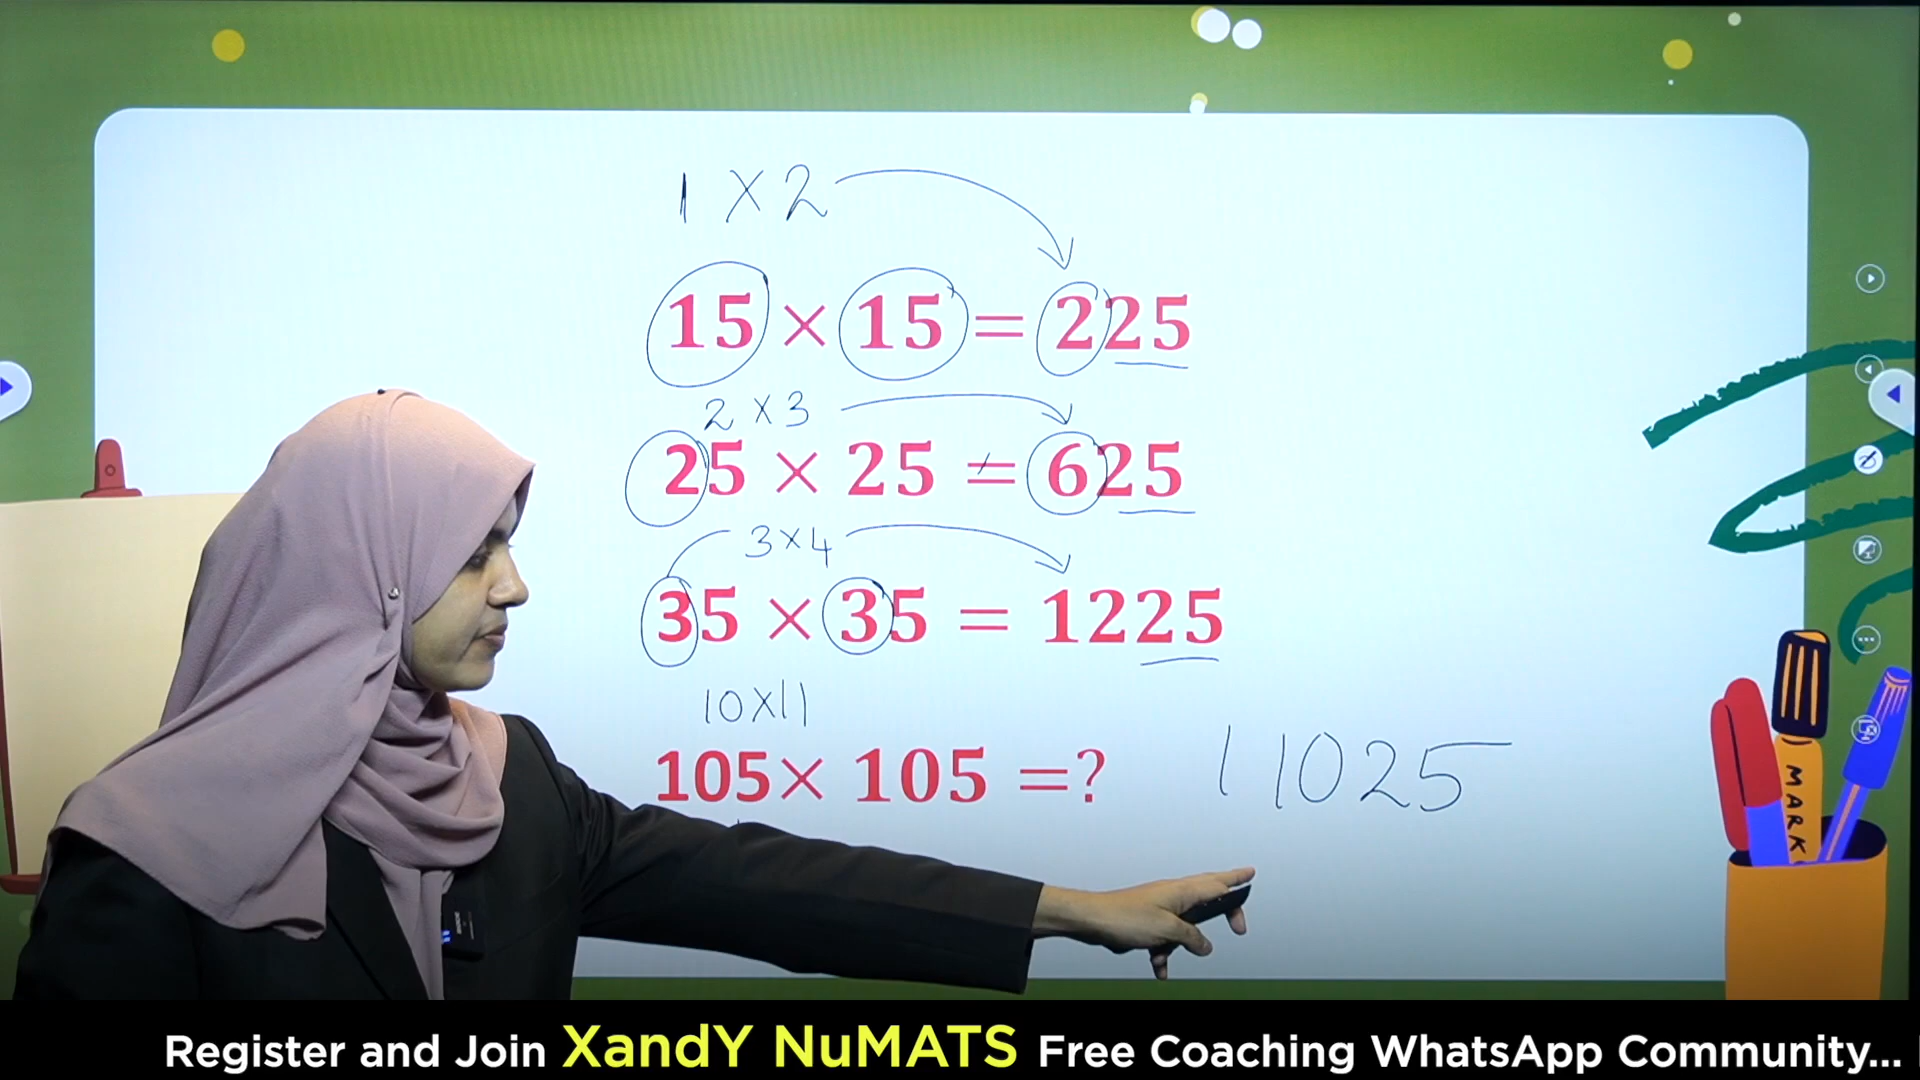 1 X 2
15 × 15 = 225
2 X 3
25 × 25 = 625
3 X 4
35 × 35 = 1225
10 X 11
105 × 105 =?
11025
MARK
Register and Join XandY NuMATS Free Coaching WhatsApp Community...